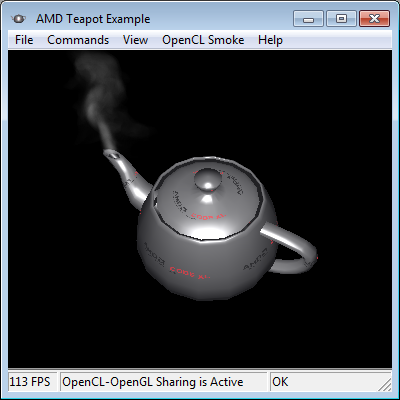 AMD Teapot Example
File Commands View OpenCL Smoke Help
113 FPS OpenCL-OpenGL Sharing is Active OK